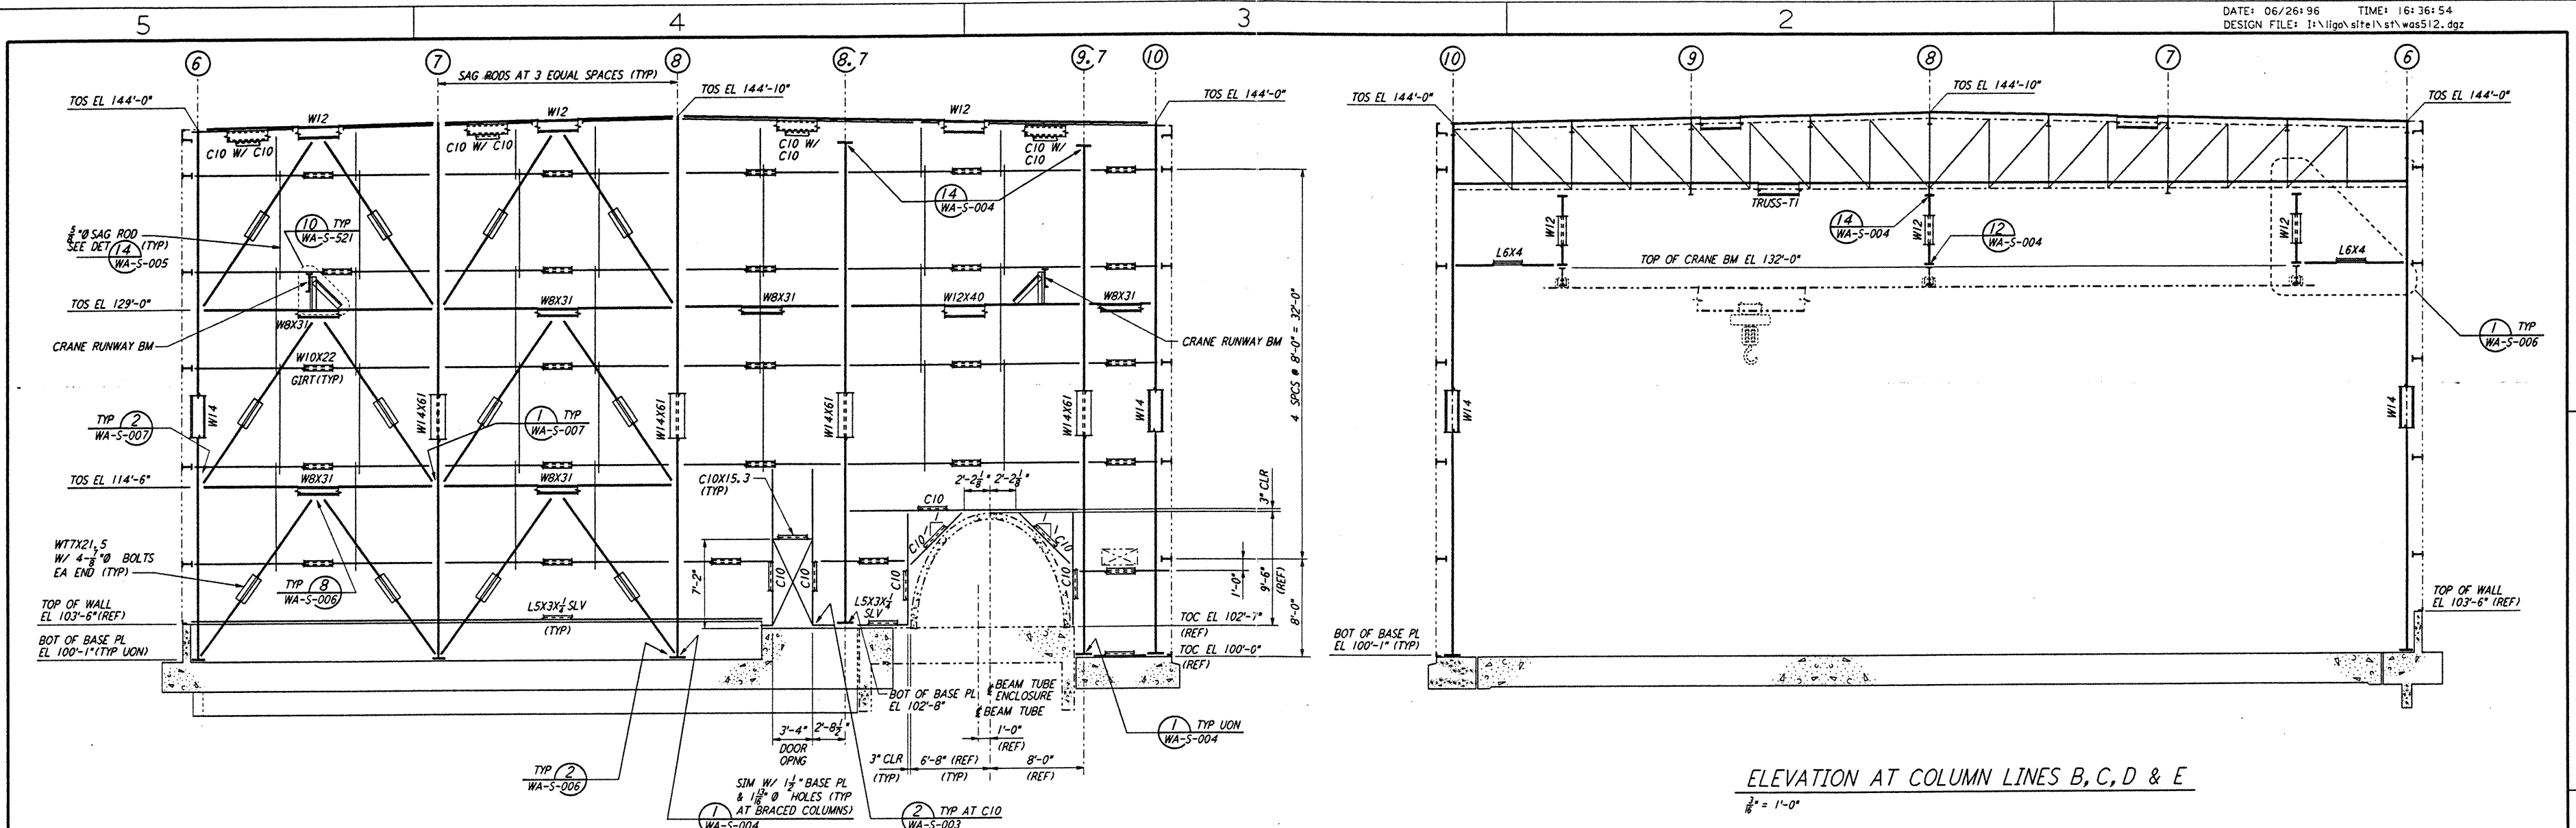 DATE: 06/26:96 TIME: 16:36:54
DESIGN FILE: I:\ligo\site1\st\was512.dgz
5 4 3 2
6 7 8 8.7 9.7 10
SAG RODS AT 3 EQUAL SPACES (TYP)
TOS EL 144'-0"
TOS EL 144'-10"
TOS EL 144'-0"
W12
W12
W12
C10 W/ C10
C10 W/ C10
C10 W/
C10
C10 W/
C10
14
WA-S-004
10 TYP
WA-S-521
5/8"Ø SAG ROD
SEE DET 14 (TYP)
WA-S-005
TOS EL 129'-0"
W8X31
W8X31
W8X31
W12X40
W8X31
CRANE RUNWAY BM
CRANE RUNWAY BM
W10X22
GIRT (TYP)
4 SPCS @ 8'-0" = 32'-0"
W14
W14X61
W14X61
W14X61
W14X61
W14
TYP 2
WA-S-007
1 TYP
WA-S-007
TOS EL 114'-6"
W8X31
W8X31
C10X15.3
(TYP)
2'-2 1/8" 2'-2 1/8"
3" CLR
C10
1
1
1
1
C10
C10
WT7X21.5
W/ 4-7/8"Ø BOLTS
EA END (TYP)
TYP 8
WA-S-006
7'-2"
C10
C10
C10
C10
1'-0"
9'-6"
(REF)
8'-0"
TOP OF WALL
EL 103'-6"(REF)
L5X3X1/4 SLV
(TYP)
L5X3X1/4
SLV
TOC EL 102'-7"
(REF)
BOT OF BASE PL
EL 100'-1"(TYP UON)
TOC EL 100'-0"
(REF)
BOT OF BASE PL
EL 102'-8"
BEAM TUBE
ENCLOSURE
BEAM TUBE
1'-0"
(REF)
1 TYP UON
WA-S-004
3'-4"
2'-8 1/2"
DOOR
OPNG
3" CLR
(TYP)
6'-8" (REF)
(TYP)
8'-0"
(REF)
TYP 2
WA-S-006
SIM W/ 1 1/2" BASE PL
& 1 13/16" Ø HOLES (TYP
AT BRACED COLUMNS)
1
WA-S-004
2 TYP AT C10
WA-S-003
10 9 8 7 6
TOS EL 144'-0"
TOS EL 144'-10"
TOS EL 144'-0"
TRUSS-T1
14
WA-S-004
12
WA-S-004
W12
W12
W12
L6X4
L6X4
TOP OF CRANE BM EL 132'-0"
1 TYP
WA-S-006
W14
W14
TOP OF WALL
EL 103'-6" (REF)
BOT OF BASE PL
EL 100'-1" (TYP)
ELEVATION AT COLUMN LINES B, C, D & E
3/16" = 1'-0"